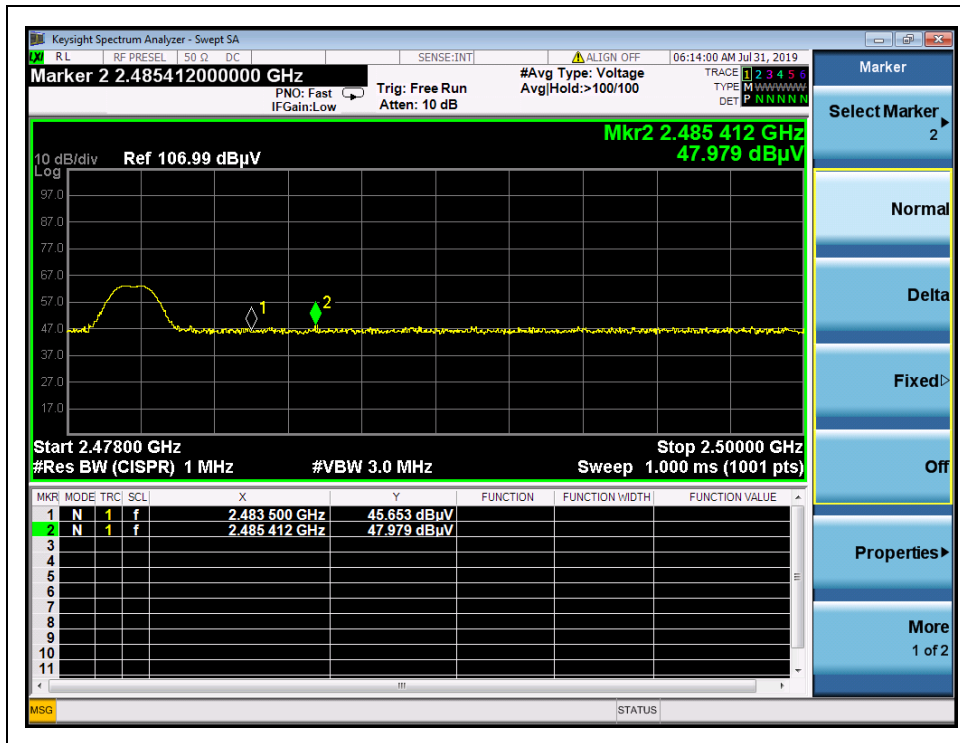 Keysight Spectrum Analyzer - Swept SA
LXI RL RF PRESEL 50 Ω DC SENSE:INT ALIGN OFF 06:14:00 AM Jul 31, 2019
Marker 2 2.485412000000 GHz
PNO: Fast
IFGain:Low
Trig: Free Run
Atten: 10 dB
#Avg Type: Voltage
Avg|Hold:>100/100
TRACE 1 2 3 4 5 6
TYPE M WWWWW
DET P N N N N N
Mkr2 2.485 412 GHz
47.979 dBµV
10 dB/div Ref 106.99 dBµV
Log
97.0
87.0
77.0
67.0
57.0
47.0
37.0
27.0
17.0
1
2
Start 2.47800 GHz Stop 2.50000 GHz
#Res BW (CISPR) 1 MHz #VBW 3.0 MHz Sweep 1.000 ms (1001 pts)
MKR MODE TRC SCL X Y FUNCTION FUNCTION WIDTH FUNCTION VALUE
1 N 1 f 2.483 500 GHz 45.653 dBµV
2 N 1 f 2.485 412 GHz 47.979 dBµV
3
4
5
6
7
8
9
10
11
MSG STATUS
Marker
Select Marker
2
Normal
Delta
Fixed
Off
Properties
More
1 of 2